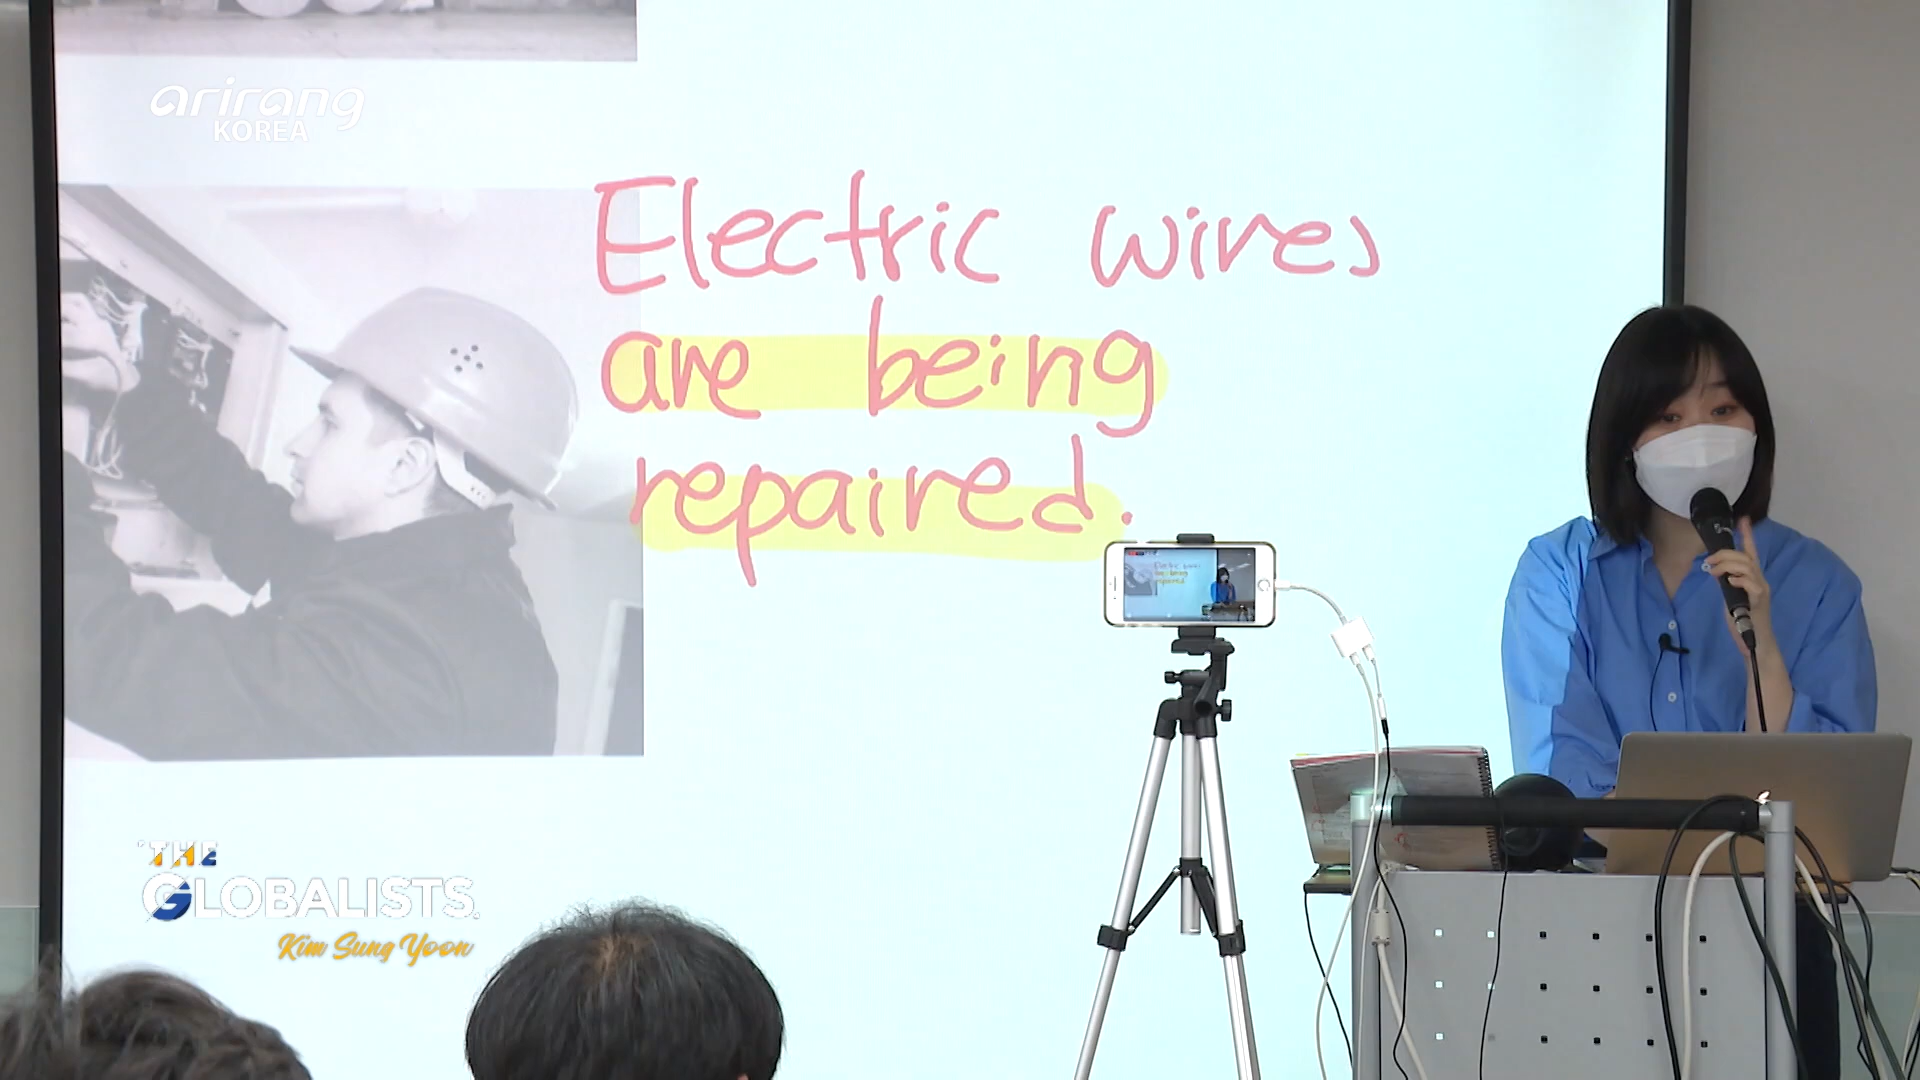 arirang
KOREA
Electric wires
are being
repaired.
THE
GLOBALISTS
Kim Sung Yoon